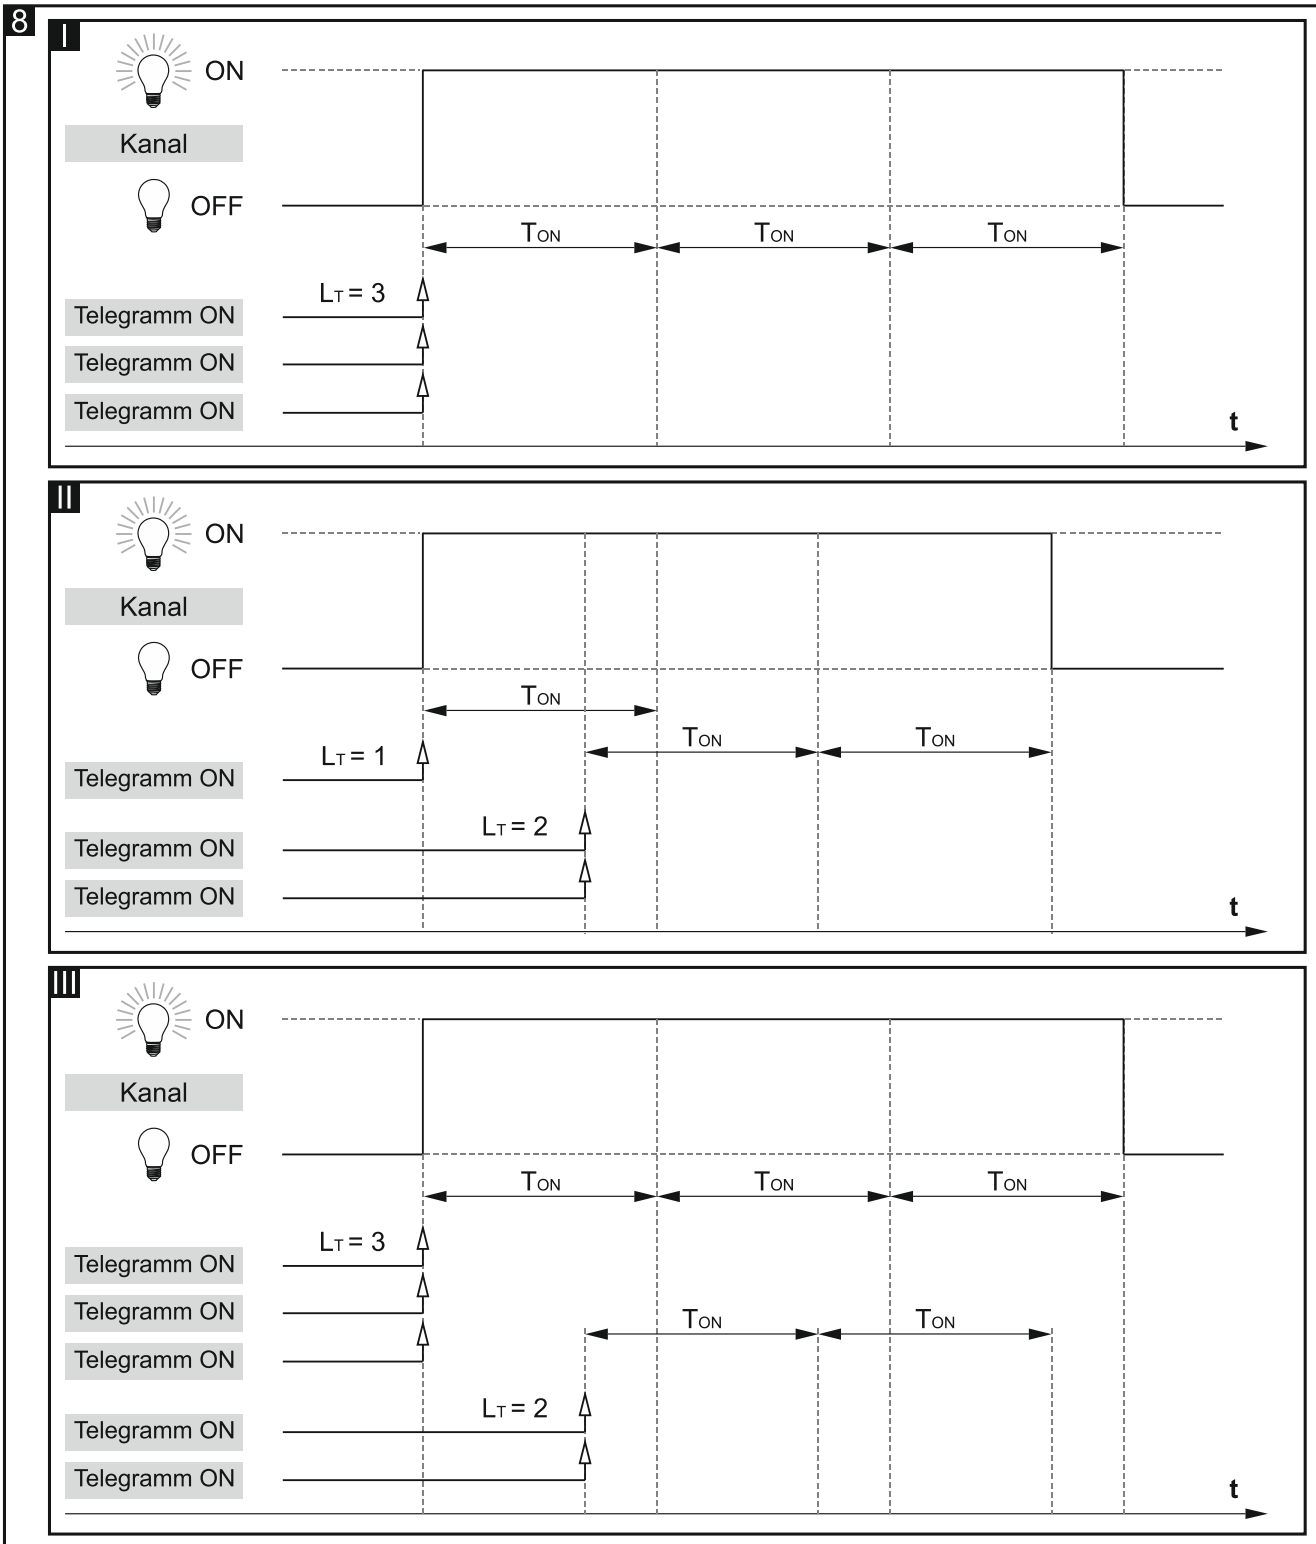 8
I
ON
Kanal
OFF
TON TON TON
LT = 3
Telegramm ON
Telegramm ON
Telegramm ON
t
II
ON
Kanal
OFF
TON
TON TON
LT = 1
Telegramm ON
LT = 2
Telegramm ON
Telegramm ON
t
III
ON
Kanal
OFF
TON TON TON
LT = 3
Telegramm ON
Telegramm ON
TON TON
Telegramm ON
LT = 2
Telegramm ON
Telegramm ON
t